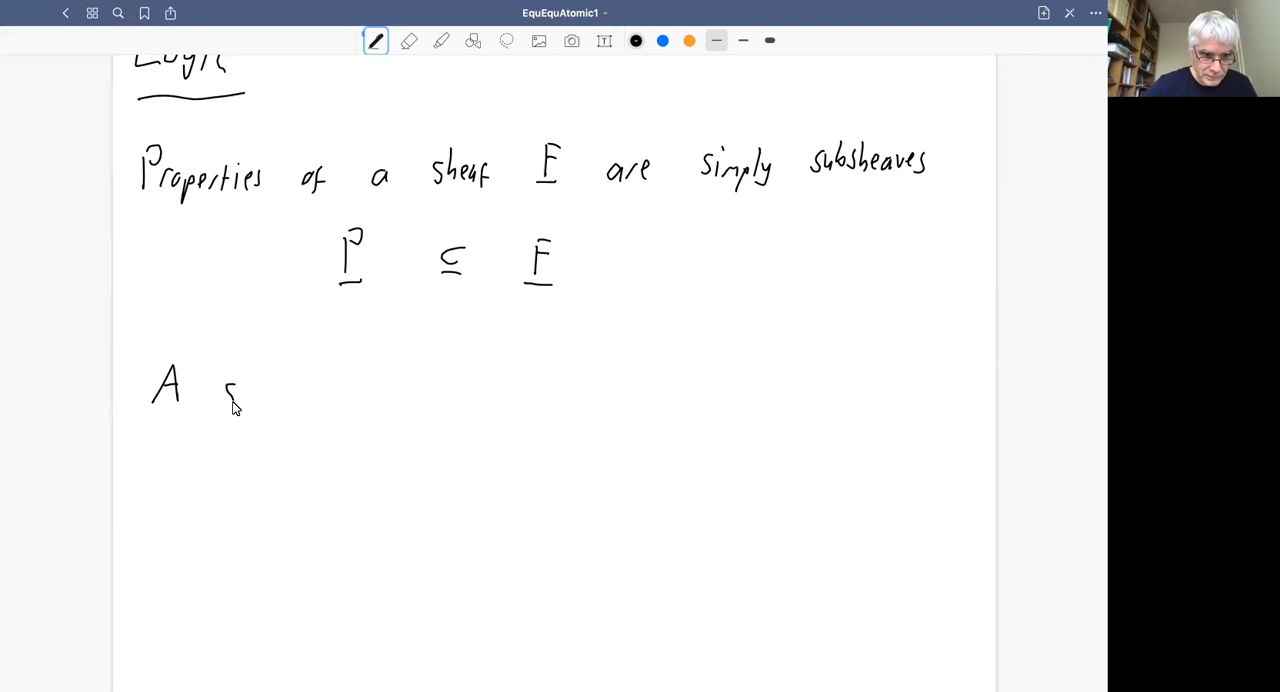 EquEquAtomic1
Logic
Properties of a sheaf F are simply subsheaves
P ⊆ F
A s